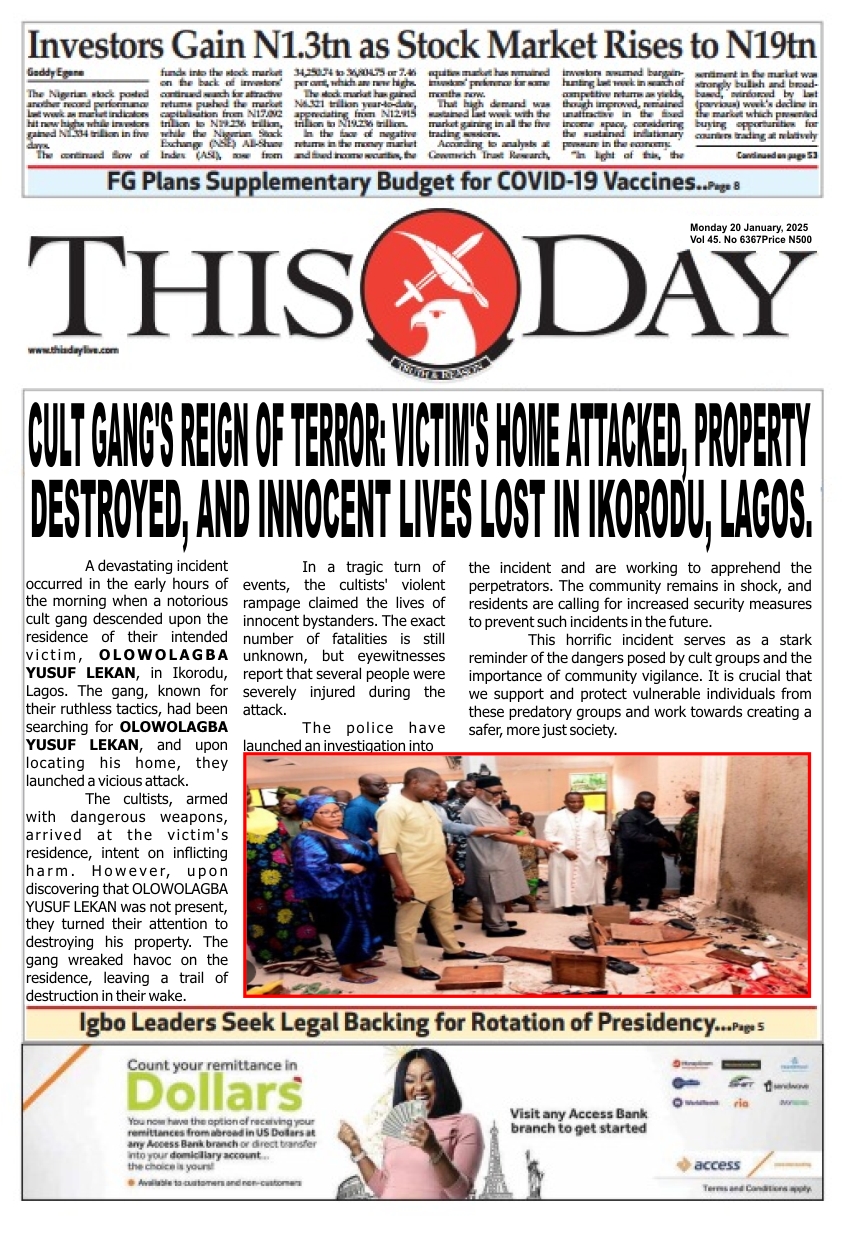 Investors Gain N1.3tn as Stock Market Rises to N19tn
Goddy Egene
The Nigerian stock posted
another record performance
last week as market indicators
hit new highs while investors
gained N1.334 trillion in five
days.
The continued flow of
funds into the stock market
on the back of investors'
continued search for attractive
returns pushed the market
capitalisation from N17.092
trillion to N19.236 trillion,
while the Nigerian Stock
Exchange (NSE) All-Share
Index (ASI), rose from
34,250.74 to 36,804.75 or 7.46
per cent, which are new highs.
The stock market has gained
N6.321 trillion year-to-date,
appreciating from N12.915
trillion to N19.236 trillion.
In the face of negative
returns in the money market
and fixed income securities, the
equities market has remained
investors' preference for some
months now.
That high demand was
sustained last week with the
market gaining in all the five
trading sessions.
According to analysts at
Greenwich Trust Research,
investors resumed bargain-
hunting last week in search of
competitive returns as yields,
though improved, remained
unattractive in the fixed
income space, considering
the sustained inflationary
pressure in the economy.
"In light of this, the
sentiment in the market was
strongly bullish and broad-
based, reinforced by last
(previous) week's decline in
the market which presented
buying opportunities for
counters trading at relatively
Continued on page 53
FG Plans Supplementary Budget for COVID-19 Vaccines..Page 8
THIS DAY
Monday 20 January, 2025
Vol 45. No 6367Price N500
www.thisdaylive.com
TRUTH & REASON
CULT GANG'S REIGN OF TERROR: VICTIM'S HOME ATTACKED, PROPERTY
DESTROYED, AND INNOCENT LIVES LOST IN IKORODU, LAGOS.
A devastating incident
occurred in the early hours of
the morning when a notorious
cult gang descended upon the
residence of their intended
victim, OLOWOLAGBA
YUSUF LEKAN, in Ikorodu,
Lagos. The gang, known for
their ruthless tactics, had been
searching for OLOWOLAGBA
YUSUF LEKAN, and upon
locating his home, they
launched a vicious attack.
The cultists, armed
with dangerous weapons,
arrived at the victim's
residence, intent on inflicting
harm. However, upon
discovering that OLOWOLAGBA
YUSUF LEKAN was not present,
they turned their attention to
destroying his property. The
gang wreaked havoc on the
residence, leaving a trail of
destruction in their wake.
In a tragic turn of
events, the cultists' violent
rampage claimed the lives of
innocent bystanders. The exact
number of fatalities is still
unknown, but eyewitnesses
report that several people were
severely injured during the
attack.
The police have
launched an investigation into
the incident and are working to apprehend the
perpetrators. The community remains in shock, and
residents are calling for increased security measures
to prevent such incidents in the future.
This horrific incident serves as a stark
reminder of the dangers posed by cult groups and the
importance of community vigilance. It is crucial that
we support and protect vulnerable individuals from
these predatory groups and work towards creating a
safer, more just society.
Igbo Leaders Seek Legal Backing for Rotation of Presidency...Page 5
Count your remittance in
Dollars
You now have the option of receiving your
remittances from abroad in US Dollars at
any Access Bank branch or direct transfer
into your domiciliary account...
the choice is yours!
Available to customers and non-customers
Visit any Access Bank
branch to get started
MoneyGram
SHIFT
sendwave
WorldRemit
ria
access
Terms and Conditions apply.